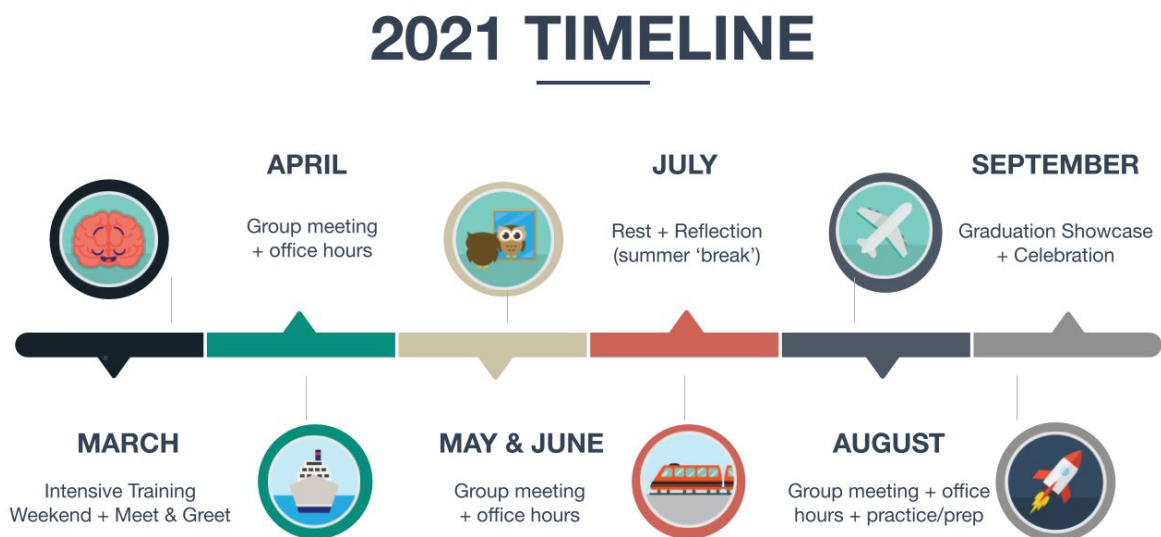 2021 TIMELINE
MARCH
Intensive Training
Weekend + Meet & Greet
APRIL
Group meeting
+ office hours
MAY & JUNE
Group meeting
+ office hours
JULY
Rest + Reflection
(summer ‘break’)
AUGUST
Group meeting + office
hours + practice/prep
SEPTEMBER
Graduation Showcase
+ Celebration